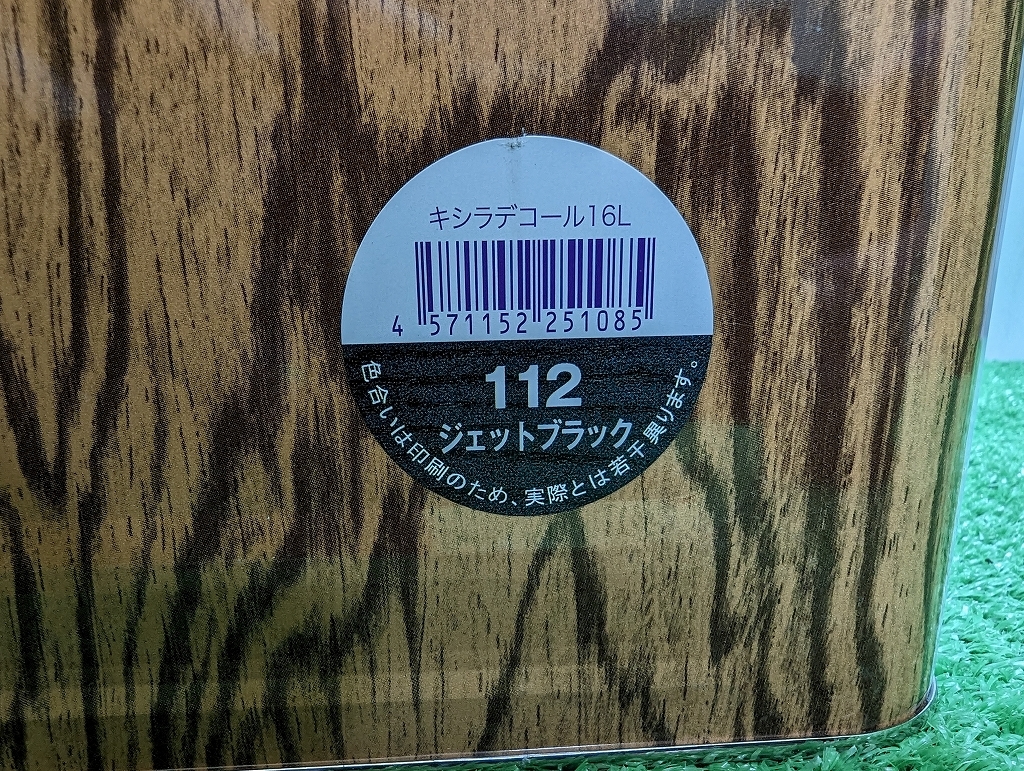 キシラデコール16L
4 571152 251085
112
ジェットブラック
色合いは印刷のため、実際とは若干異ります。